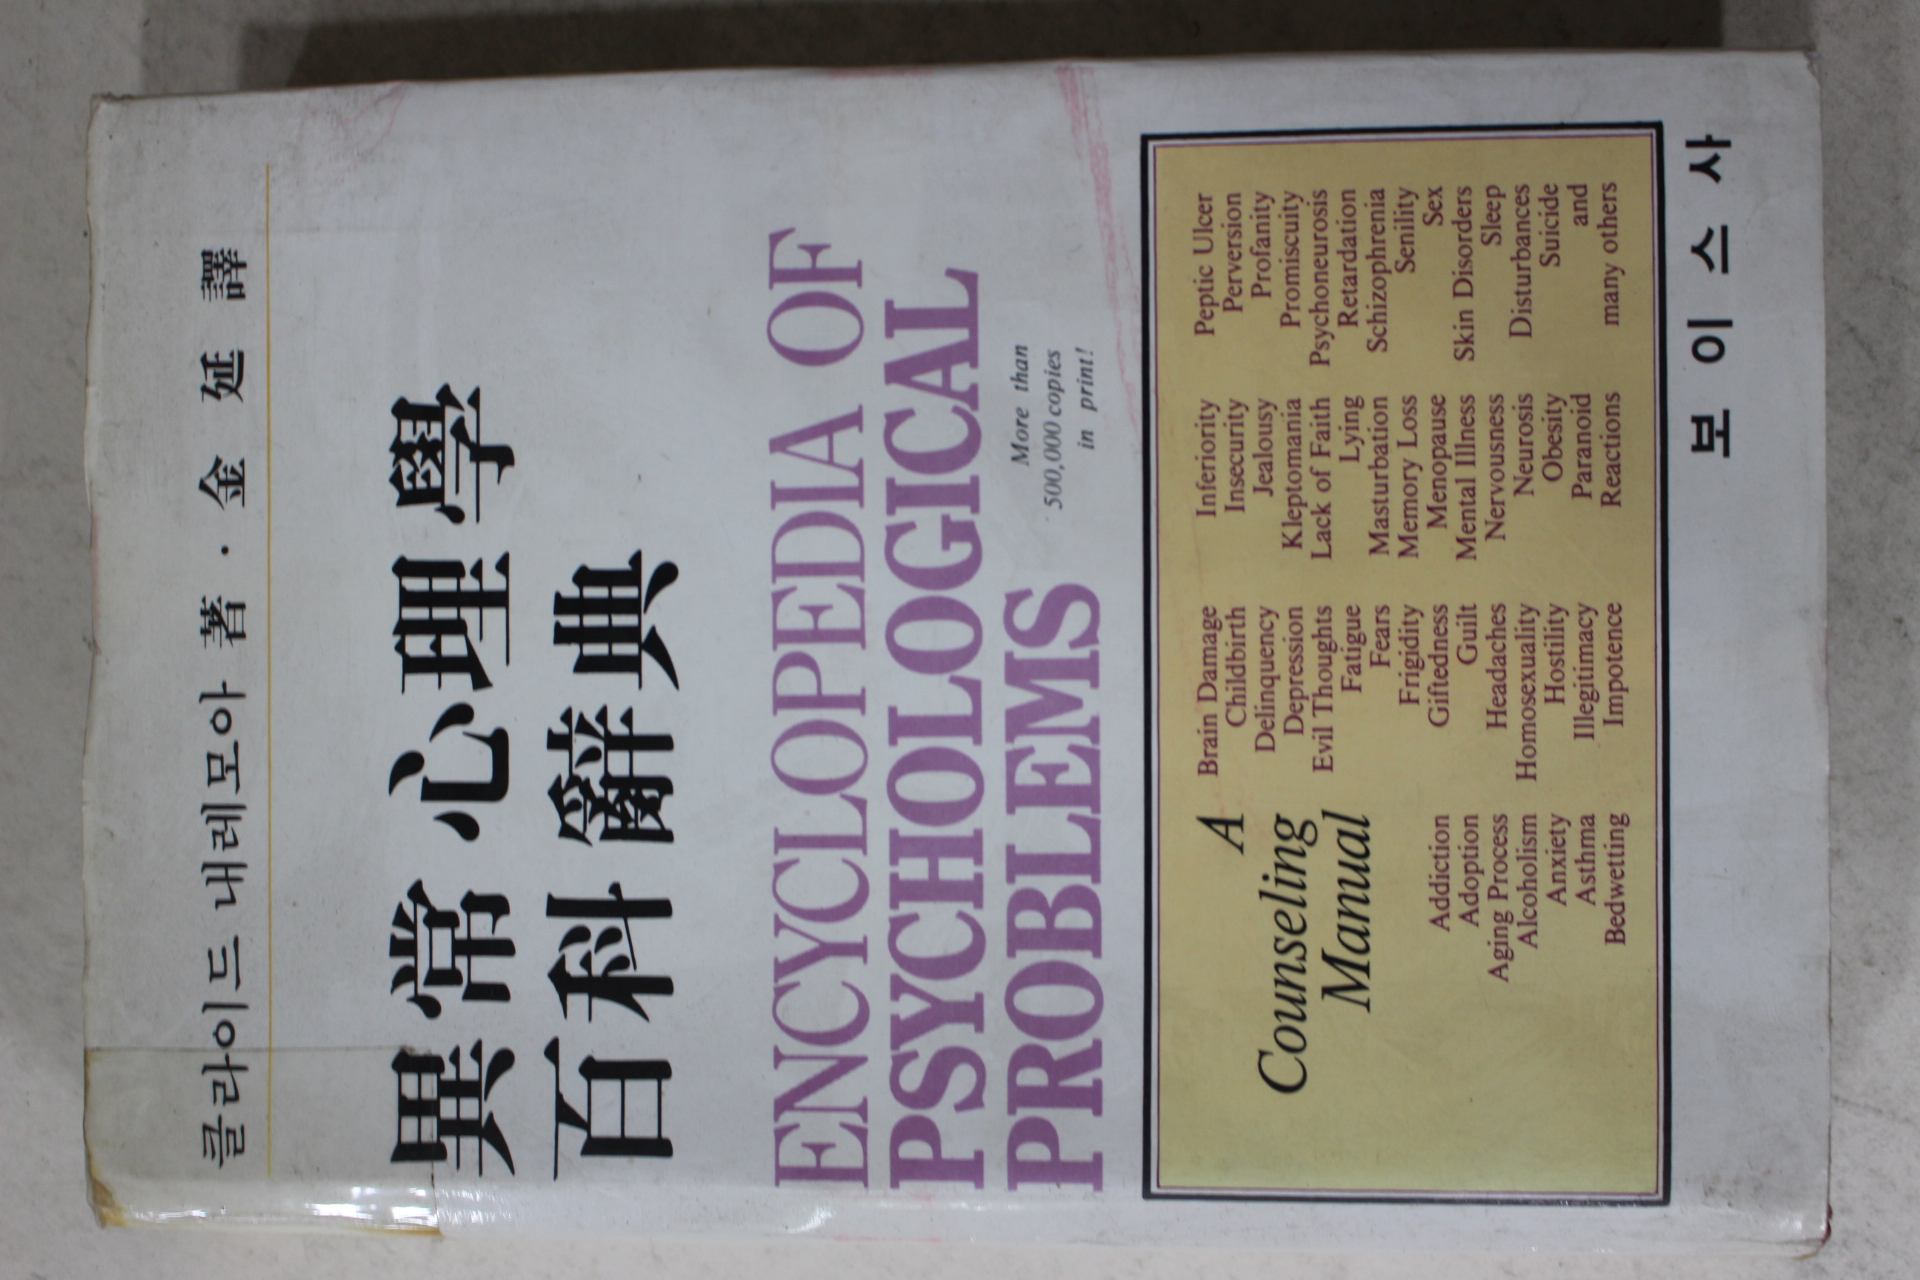 클라이드 내레모아 著 · 金 延 譯
異常心理學
百科辭典
ENCYCLOPEDIA OF
PSYCHOLOGICAL
PROBLEMS
More than
500,000 copies
in print!
A
Counseling
Manual
Addiction
Adoption
Aging Process
Alcoholism
Anxiety
Asthma
Bedwetting
Brain Damage
Childbirth
Delinquency
Depression
Evil Thoughts
Fatigue
Fears
Frigidity
Giftedness
Guilt
Headaches
Homosexuality
Hostility
Illegitimacy
Impotence
Inferiority
Insecurity
Jealousy
Kleptomania
Lack of Faith
Lying
Masturbation
Memory Loss
Menopause
Mental Illness
Nervousness
Neurosis
Obesity
Paranoid
Reactions
Peptic Ulcer
Perversion
Profanity
Promiscuity
Psychoneurosis
Retardation
Schizophrenia
Senility
Sex
Skin Disorders
Sleep
Disturbances
Suicide
and
many others
보이스사